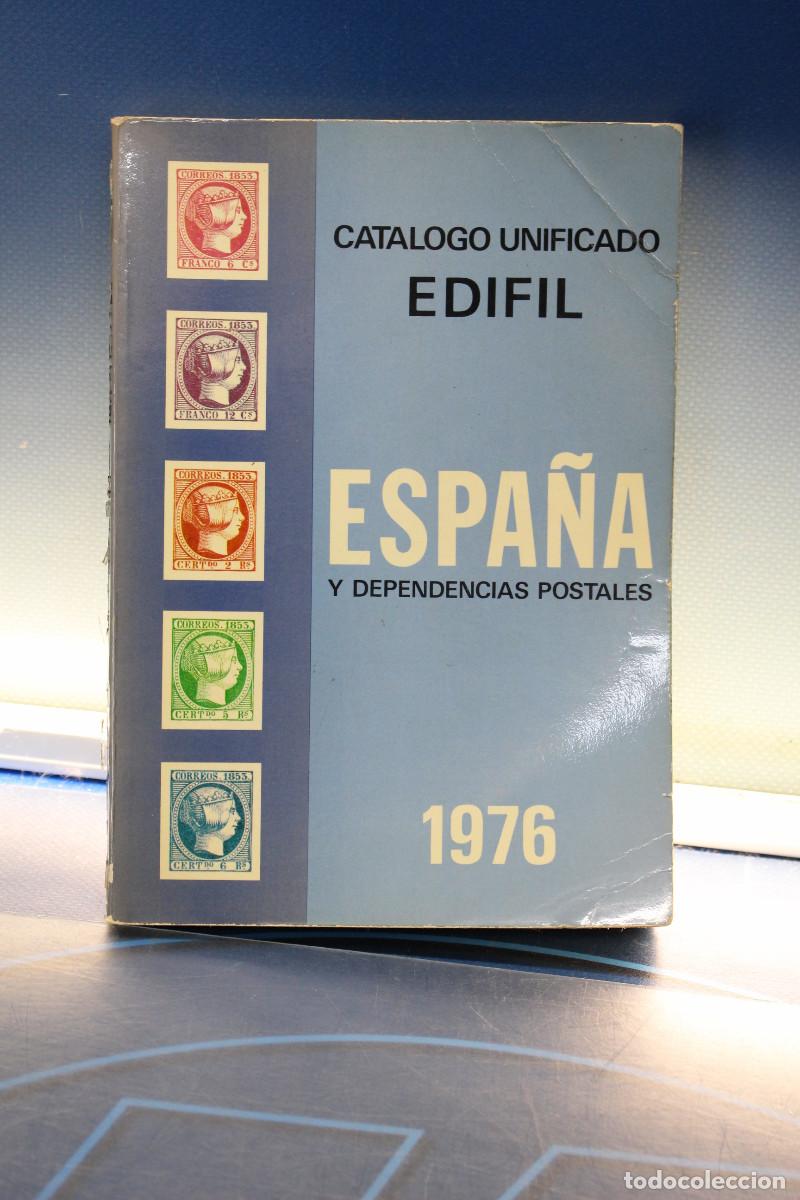 CORREOS. 1853.
FRANCO 6 Cs
CORREOS 1853
FRANCO 12 Cs
CORREOS. 1853
CERTDO 2 Rs
CORREOS. 1853.
CERTDO 5 Rs
CORREOS. 1853.
CERTDO 6 Rs
CATALOGO UNIFICADO
EDIFIL
ESPAÑA
Y DEPENDENCIAS POSTALES
1976
todocoleccion